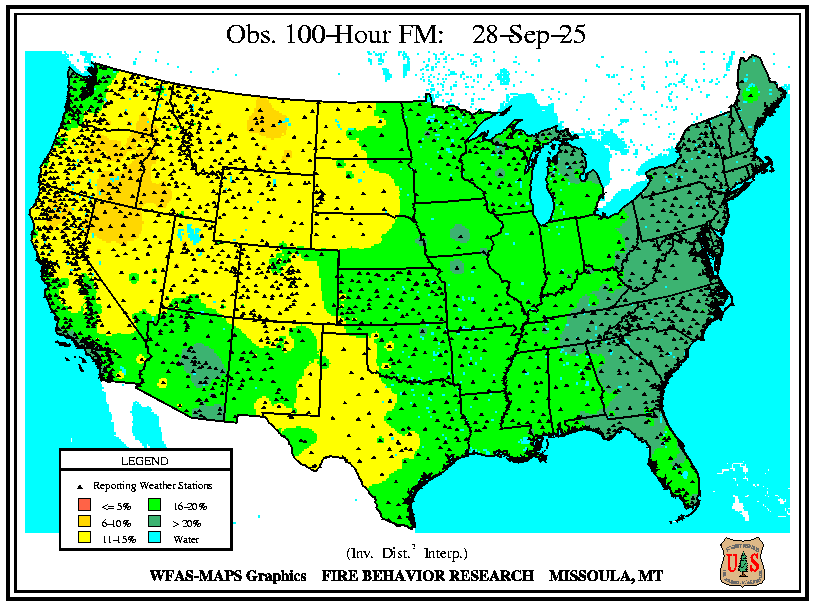 Obs. 100-Hour FM: 28-Sep-25
LEGEND
Reporting Weather Stations
<= 5% 16-20%
6-10% > 20%
11-15% Water
(Inv. Dist.² Interp.)
WFAS-MAPS Graphics FIRE BEHAVIOR RESEARCH MISSOULA, MT
U S